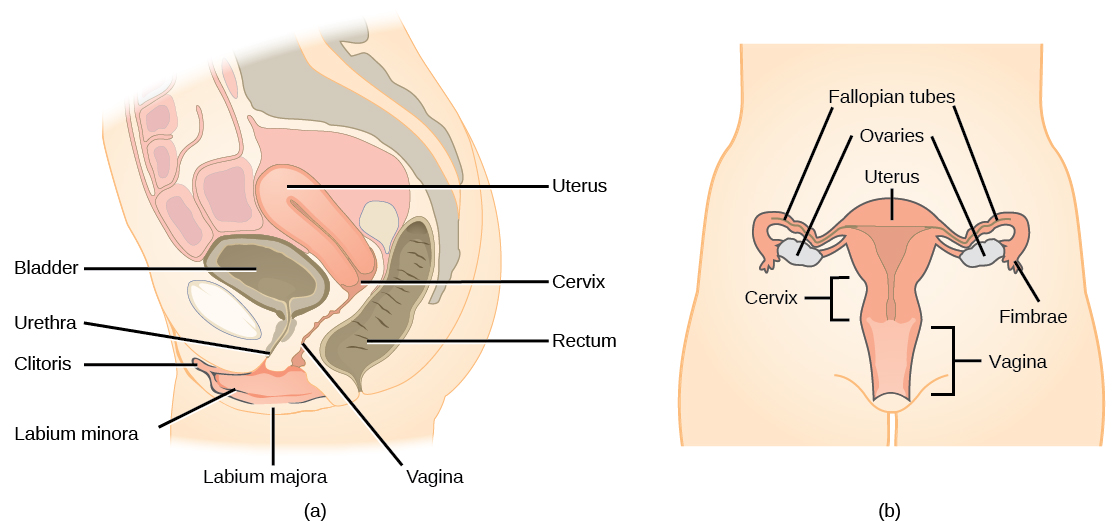 Uterus
Bladder
Cervix
Urethra
Rectum
Clitoris
Labium minora
Labium majora
Vagina
(a)
Fallopian tubes
Ovaries
Uterus
Cervix
Fimbrae
Vagina
(b)